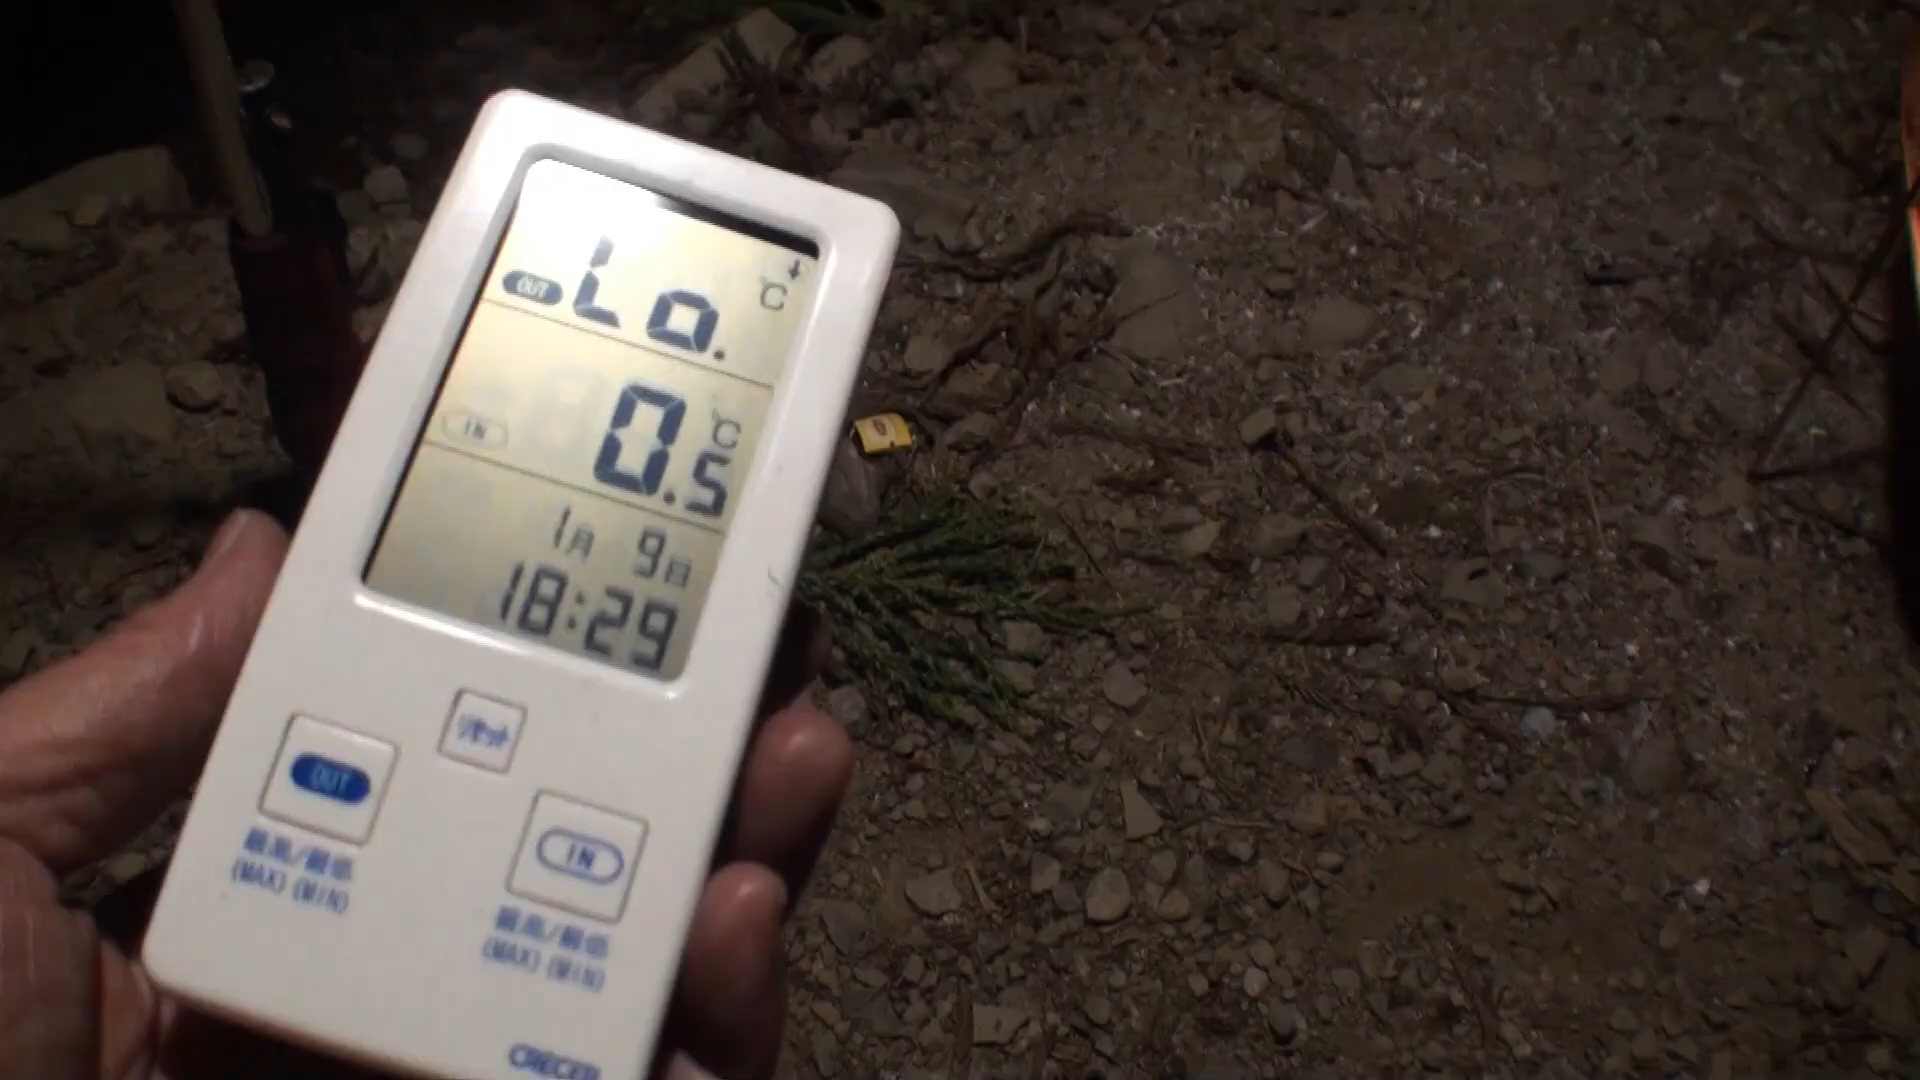 OUT Lo. ℃
IN 0.5 ℃
1月 9日
18:29
リセット
OUT
最高/最低
(MAX) (MIN)
IN
最高/最低
(MAX) (MIN)
CRECER